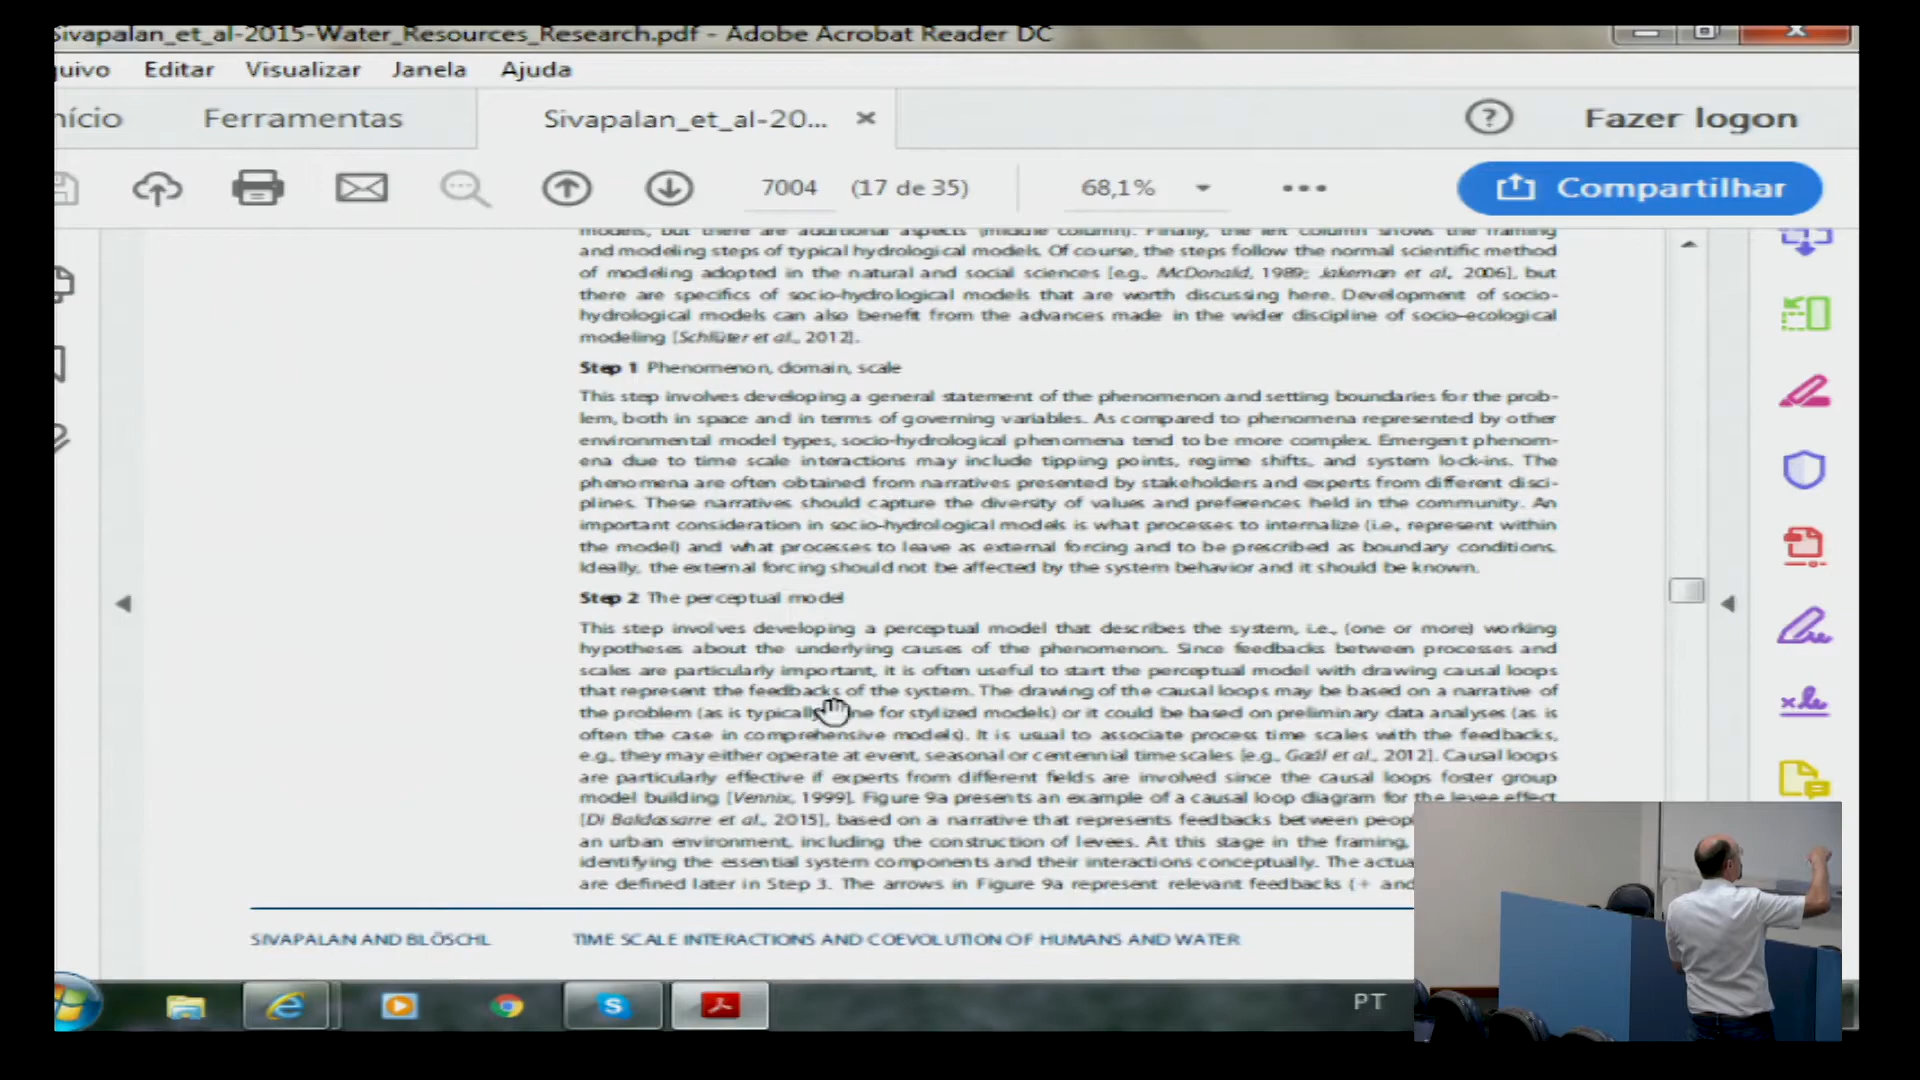 Sivapalan_et_al-2015-Water_Resources_Research.pdf - Adobe Acrobat Reader DC
quivo Editar Visualizar Janela Ajuda
nício Ferramentas Sivapalan_et_al-20... × ? Fazer logon
7004 (17 de 35) 68,1% Compartilhar
models, but there are additional aspects (middle column). Finally, the left column shows the framing
and modeling steps of typical hydrological models. Of course, the steps follow the normal scientific method
of modeling adopted in the natural and social sciences [e.g., McDonald, 1989; Jakeman et al., 2006], but
there are specifics of socio-hydrological models that are worth discussing here. Development of socio-
hydrological models can also benefit from the advances made in the wider discipline of socio-ecological
modeling [Schlüter et al., 2012].
Step 1 Phenomenon, domain, scale
This step involves developing a general statement of the phenomenon and setting boundaries for the prob-
lem, both in space and in terms of governing variables. As compared to phenomena represented by other
environmental model types, socio-hydrological phenomena tend to be more complex. Emergent phenom-
ena due to time scale interactions may include tipping points, regime shifts, and system lock-ins. The
phenomena are often obtained from narratives presented by stakeholders and experts from different disci-
plines. These narratives should capture the diversity of values and preferences held in the community. An
important consideration in socio-hydrological models is what processes to internalize (i.e., represent within
the model) and what processes to leave as external forcing and to be prescribed as boundary conditions.
Ideally, the external forcing should not be affected by the system behavior and it should be known.
Step 2 The perceptual model
This step involves developing a perceptual model that describes the system, i.e., (one or more) working
hypotheses about the underlying causes of the phenomenon. Since feedbacks between processes and
scales are particularly important, it is often useful to start the perceptual model with drawing causal loops
that represent the feedbacks of the system. The drawing of the causal loops may be based on a narrative of
the problem (as is typically ne for stylized models) or it could be based on preliminary data analyses (as is
often the case in comprehensive models). It is usual to associate process time scales with the feedbacks,
e.g., they may either operate at event, seasonal or centennial time scales [e.g., Gaál et al., 2012]. Causal loops
are particularly effective if experts from different fields are involved since the causal loops foster group
model building [Vennix, 1999]. Figure 9a presents an example of a causal loop diagram for the levee effect
[Di Baldassarre et al., 2015], based on a narrative that represents feedbacks between peop
an urban environment, including the construction of levees. At this stage in the framing,
identifying the essential system components and their interactions conceptually. The actua
are defined later in Step 3. The arrows in Figure 9a represent relevant feedbacks (+ and
SIVAPALAN AND BLÖSCHL TIME SCALE INTERACTIONS AND COEVOLUTION OF HUMANS AND WATER
PT